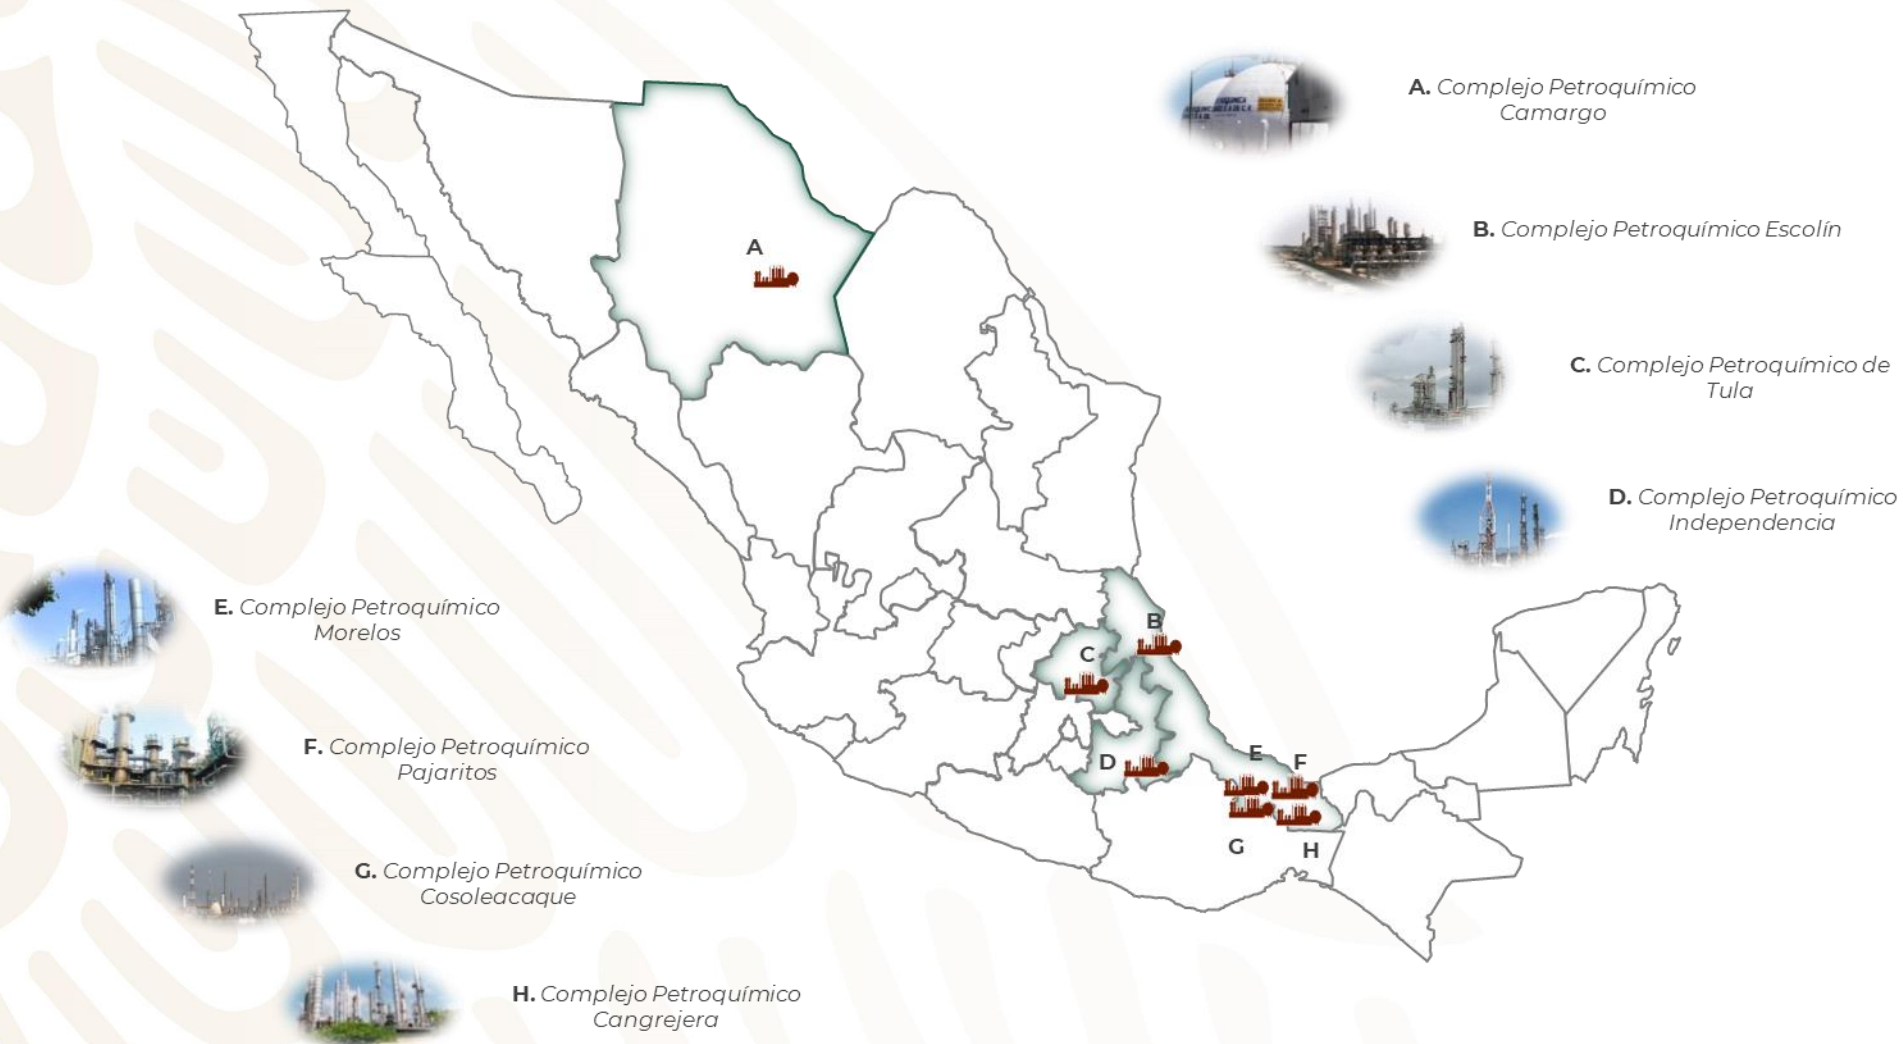 A. Complejo Petroquímico
Camargo
B. Complejo Petroquímico Escolín
C. Complejo Petroquímico de
Tula
D. Complejo Petroquímico
Independencia
E. Complejo Petroquímico
Morelos
F. Complejo Petroquímico
Pajaritos
G. Complejo Petroquímico
Cosoleacaque
H. Complejo Petroquímico
Cangrejera
A
B
C
D
E
F
G
H